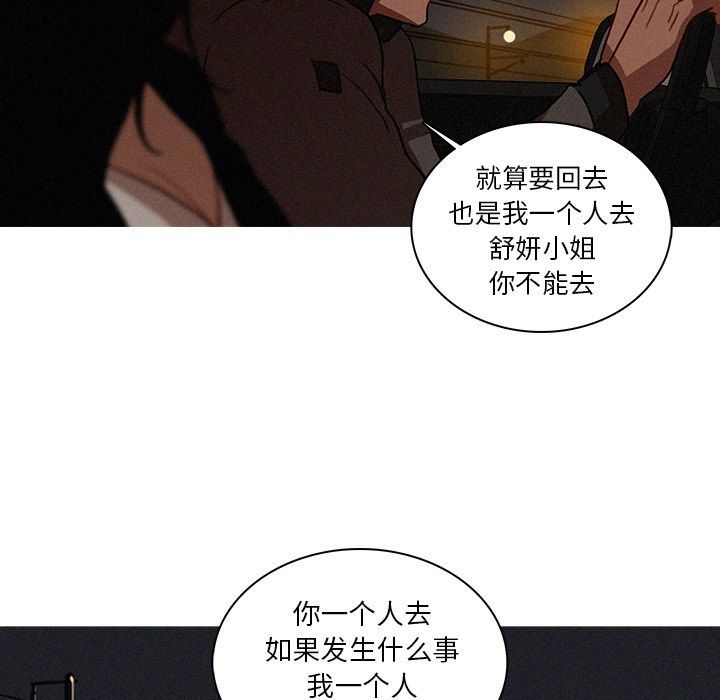 就算要回去
也是我一个人去
舒妍小姐
你不能去
你一个人去
如果发生什么事
我一个人